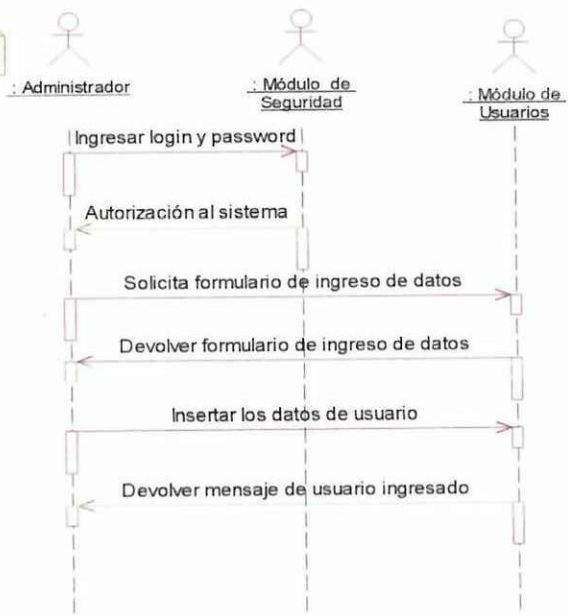 : Administrador
: Módulo de
Seguridad
: Módulo de
Usuarios
Ingresar login y password
Autorización al sistema
Solicita formulario de ingreso de datos
Devolver formulario de ingreso de datos
Insertar los datos de usuario
Devolver mensaje de usuario ingresado